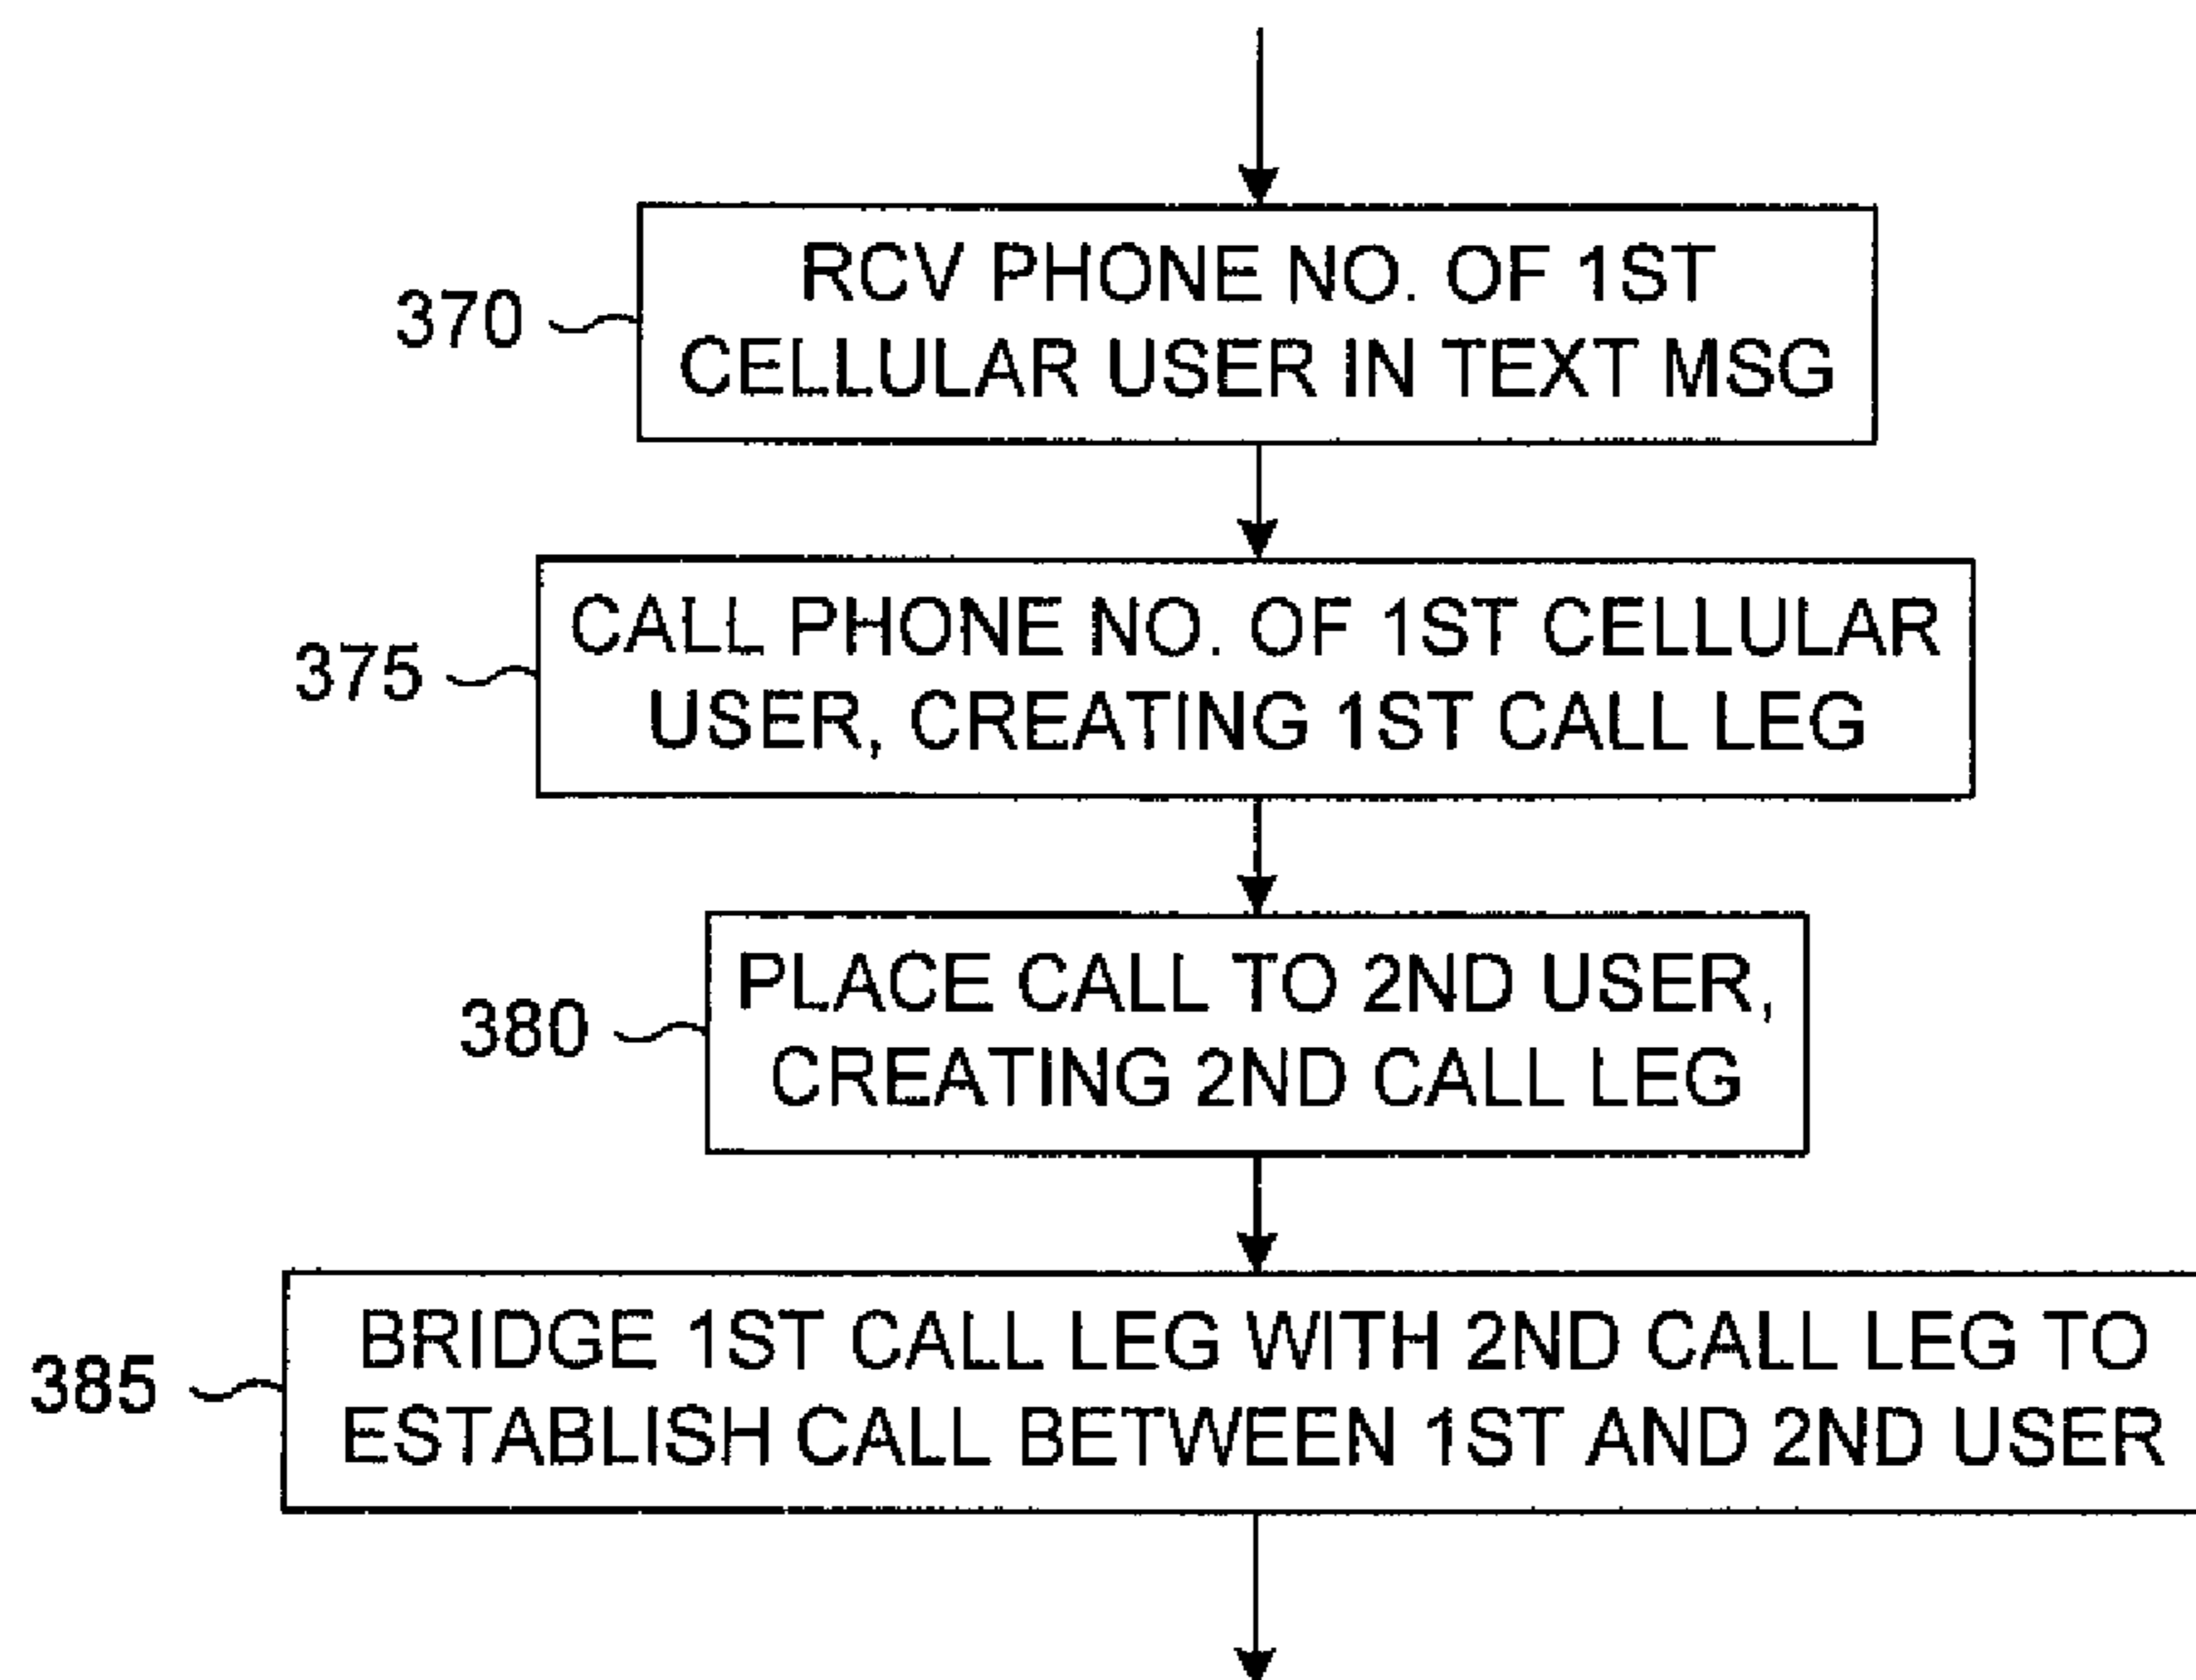 370
RCV PHONE NO. OF 1ST
CELLULAR USER IN TEXT MSG
375
CALL PHONE NO. OF 1ST CELLULAR
USER, CREATING 1ST CALL LEG
380
PLACE CALL TO 2ND USER,
CREATING 2ND CALL LEG
385
BRIDGE 1ST CALL LEG WITH 2ND CALL LEG TO
ESTABLISH CALL BETWEEN 1ST AND 2ND USER